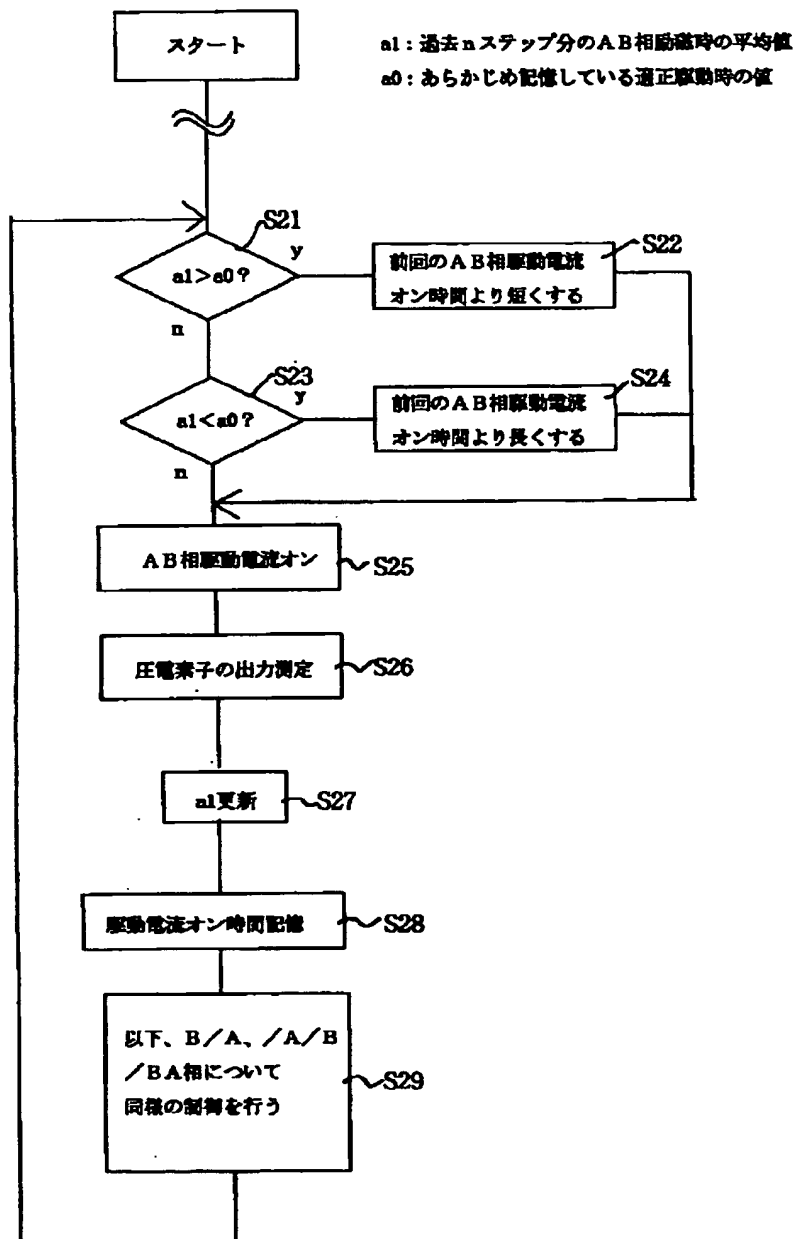 スタート
a1：過去nステップ分のAB相励磁時の平均値
a0：あらかじめ記憶している適正駆動時の値
S21
a1>a0？
y
n
前回のAB相駆動電流
オン時間より短くする
S22
S23
a1<a0？
y
n
前回のAB相駆動電流
オン時間より長くする
S24
AB相駆動電流オン
S25
圧電素子の出力測定
S26
a1更新
S27
駆動電流オン時間記憶
S28
以下、B／A、／A／B
／BA相について
同様の制御を行う
S29